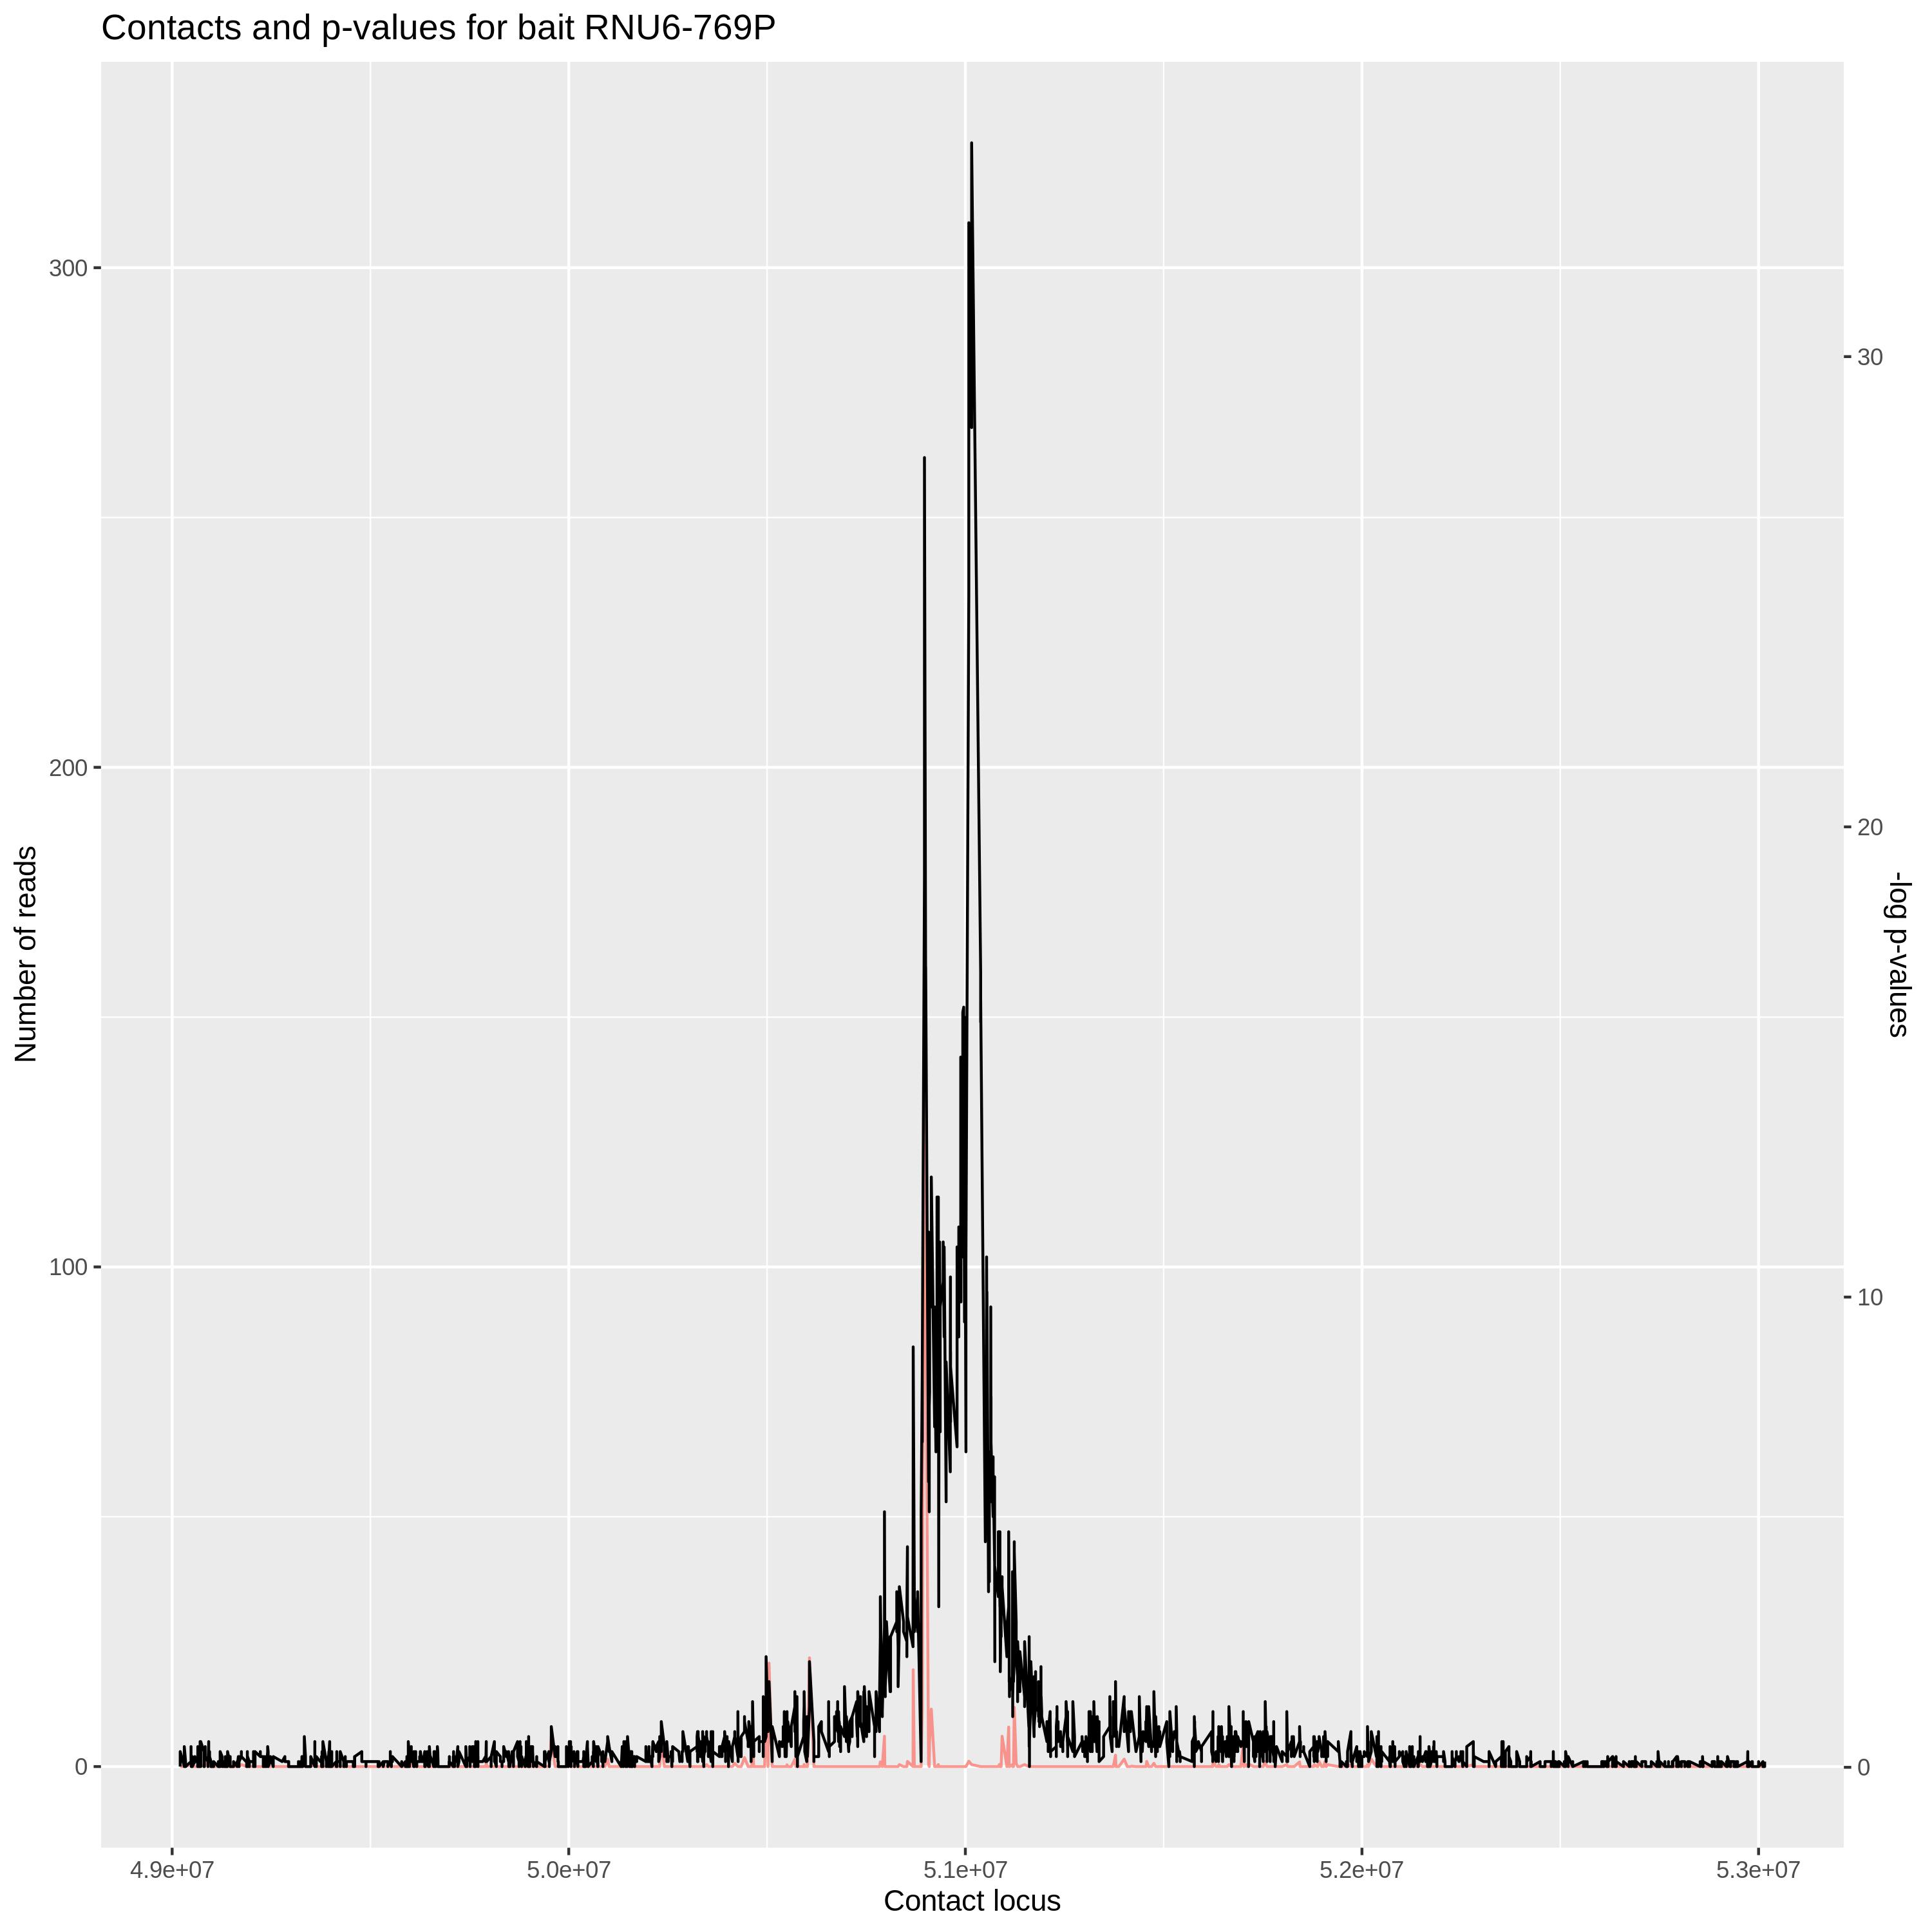 Contacts and p-values for bait RNU6-769P
300
200
100
0
Number of reads
30
20
10
0
-log p-values
4.9e+07
5.0e+07
5.1e+07
5.2e+07
5.3e+07
Contact locus